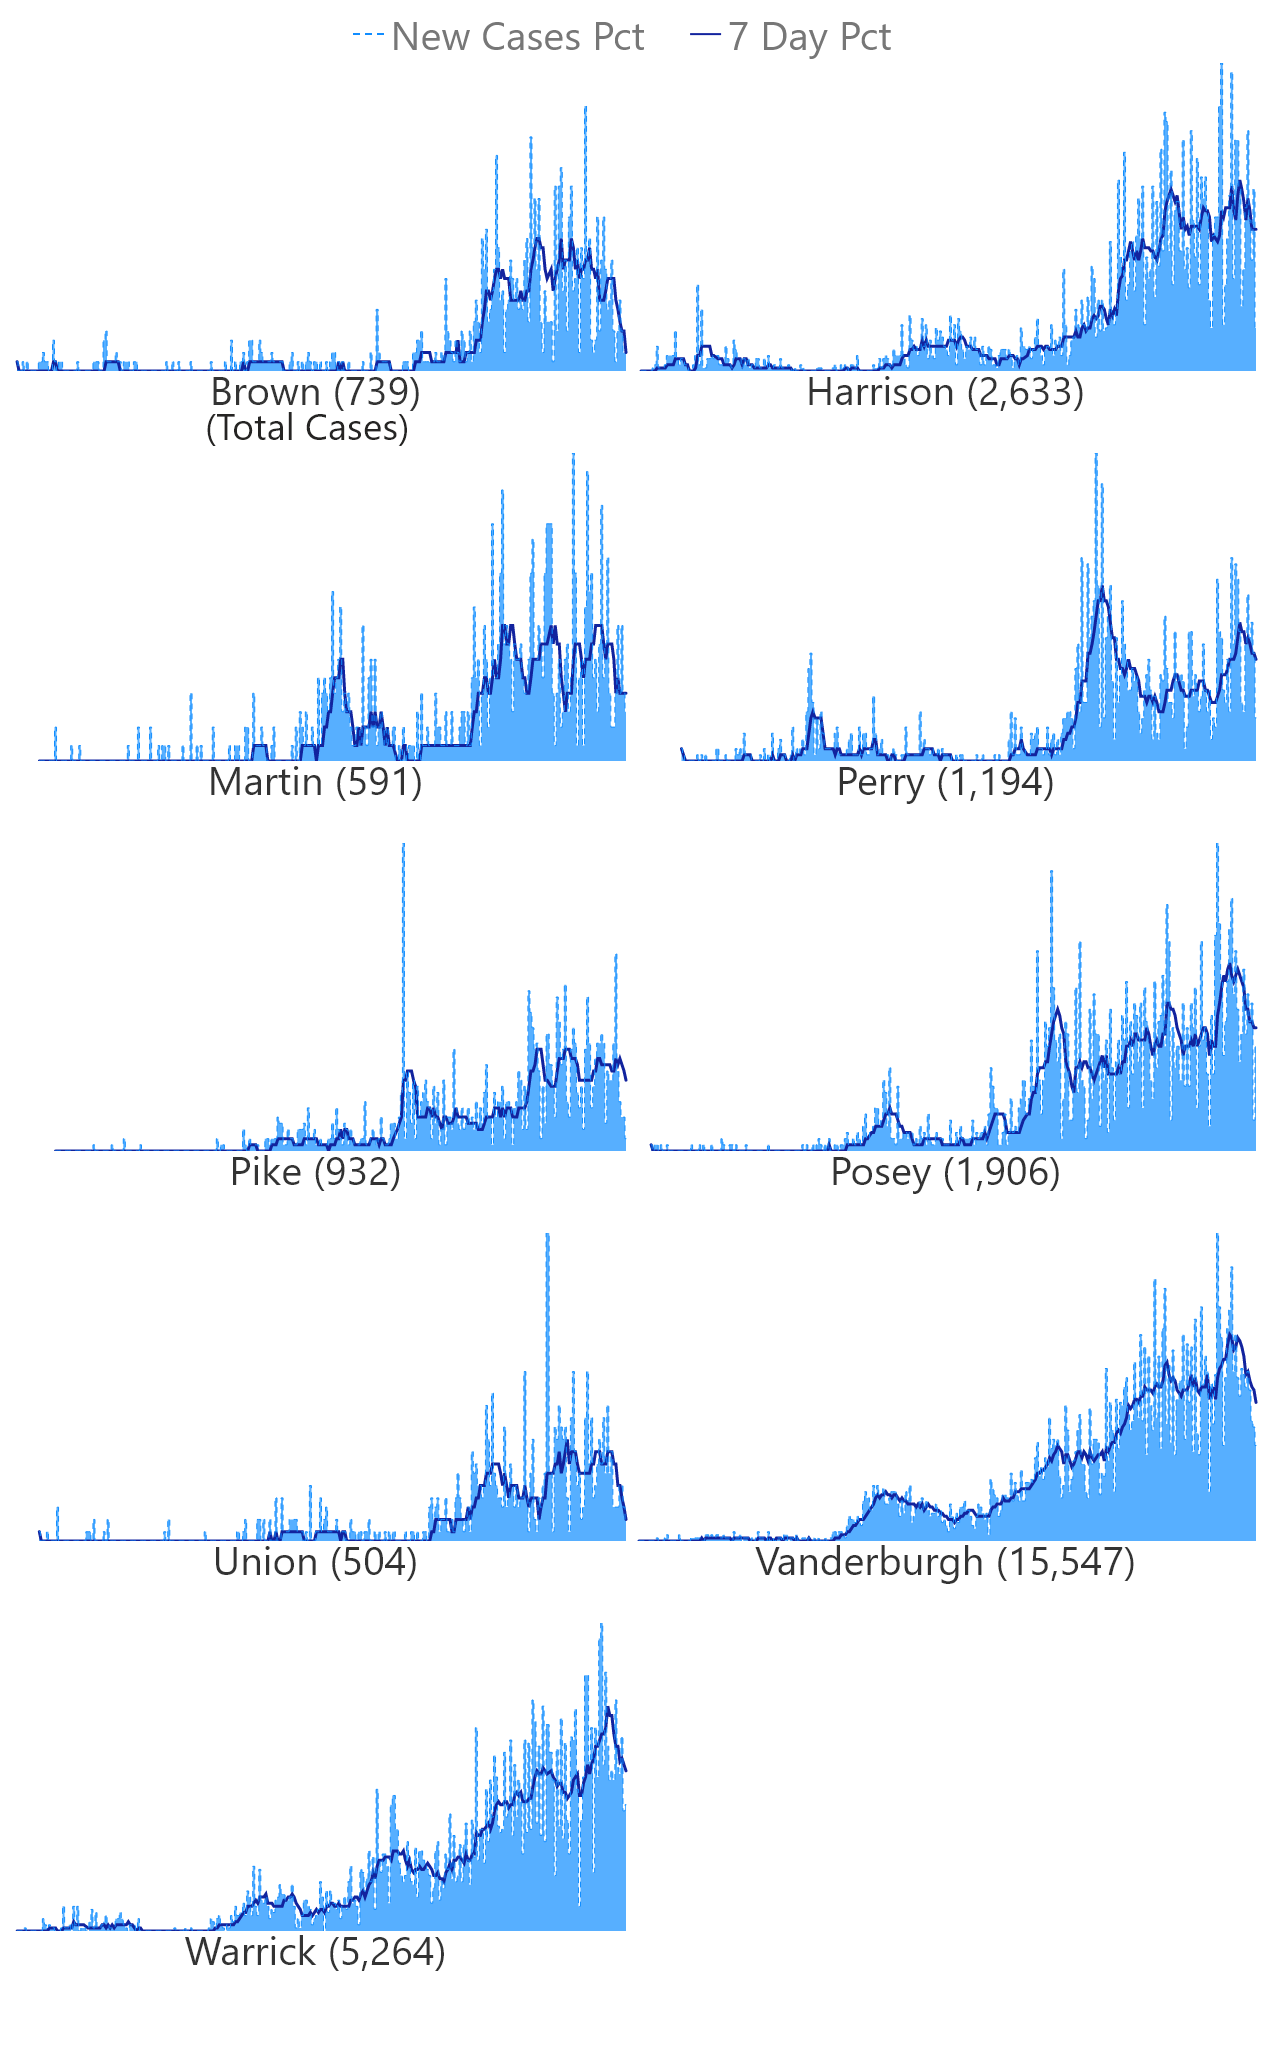 New Cases Pct 7 Day Pct
Brown (739) Harrison (2,633)
(Total Cases)
Martin (591) Perry (1,194)
Pike (932) Posey (1,906)
Union (504) Vanderburgh (15,547)
Warrick (5,264)